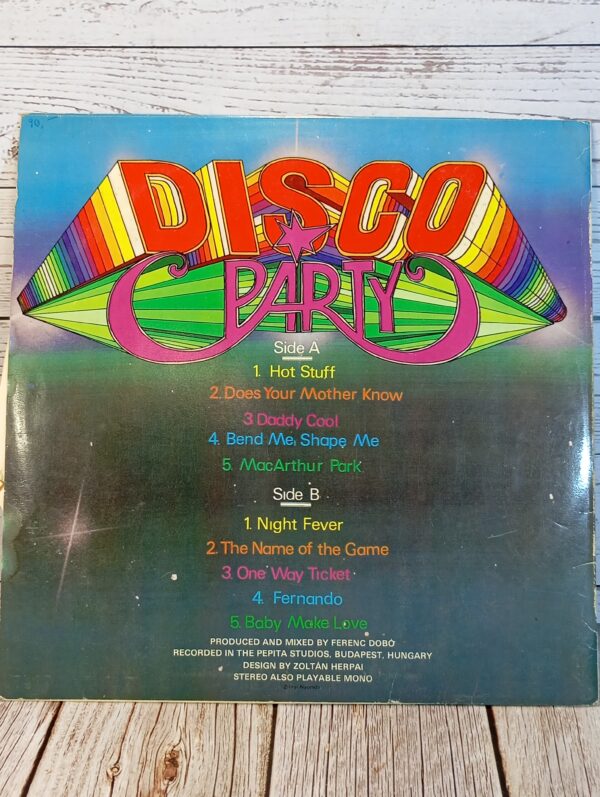 90,-
DISCO
PARTY
Side A
1. Hot Stuff
2. Does Your Mother Know
3. Daddy Cool
4. Bend Me, Shape Me
5. MacArthur Park
Side B
1. Night Fever
2. The Name of the Game
3. One Way Ticket
4. Fernando
5. Baby Make Love
PRODUCED AND MIXED BY FERENC DOBÓ
RECORDED IN THE PEPITA STUDIOS, BUDAPEST, HUNGARY
DESIGN BY ZOLTÁN HERPAI
STEREO ALSO PLAYABLE MONO